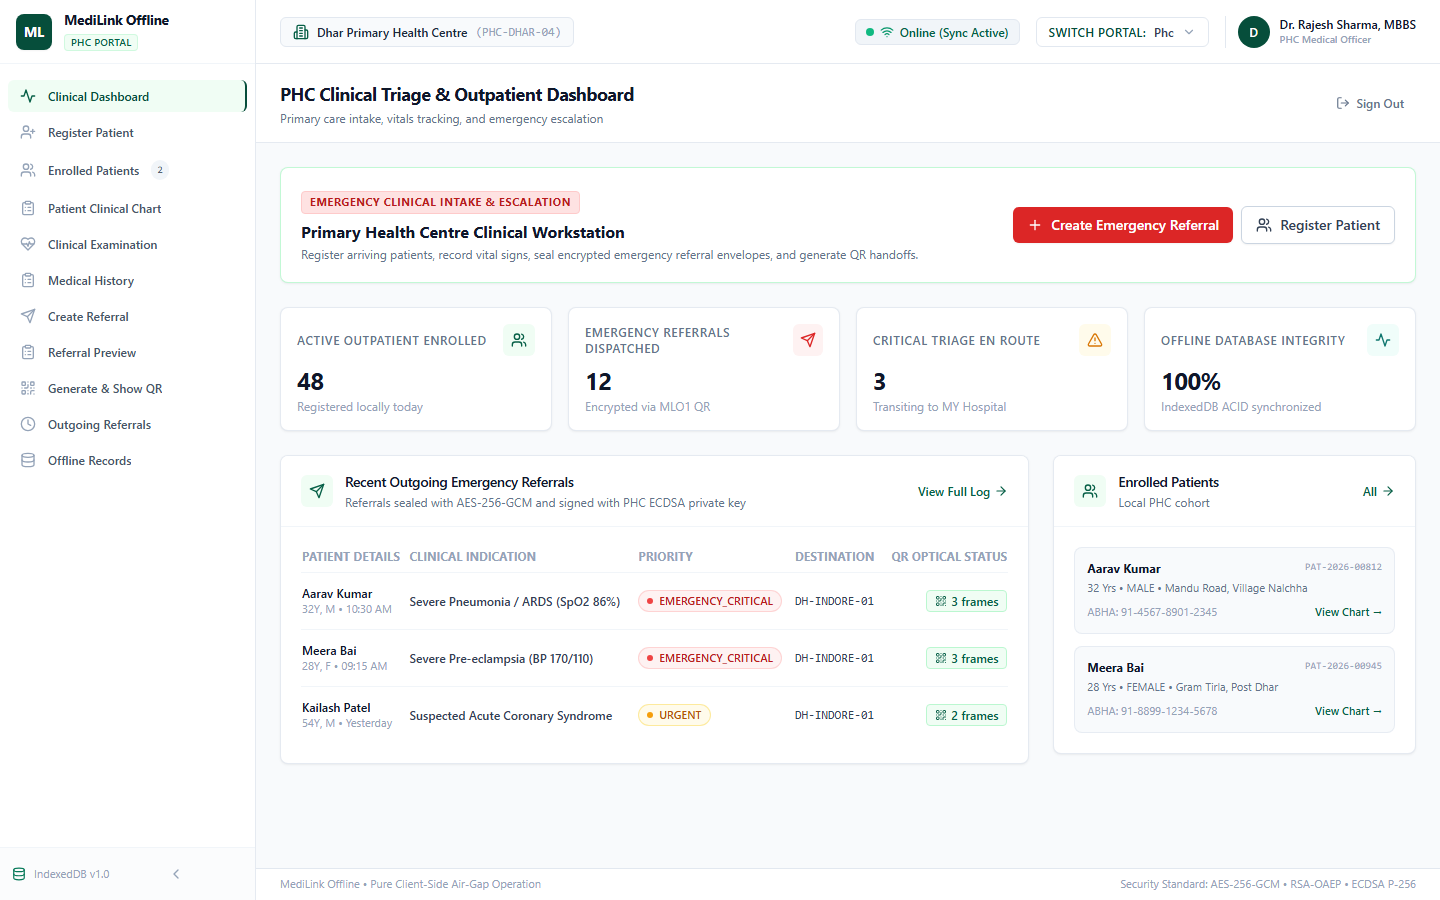 ML
MediLink Offline
PHC PORTAL
Dhar Primary Health Centre (PHC-DHAR-04)
Online (Sync Active)
SWITCH PORTAL: Phc
D
Dr. Rajesh Sharma, MBBS
PHC Medical Officer
Clinical Dashboard
Register Patient
Enrolled Patients 2
Patient Clinical Chart
Clinical Examination
Medical History
Create Referral
Referral Preview
Generate & Show QR
Outgoing Referrals
Offline Records
IndexedDB v1.0
PHC Clinical Triage & Outpatient Dashboard
Primary care intake, vitals tracking, and emergency escalation
Sign Out
EMERGENCY CLINICAL INTAKE & ESCALATION
Primary Health Centre Clinical Workstation
Register arriving patients, record vital signs, seal encrypted emergency referral envelopes, and generate QR handoffs.
+ Create Emergency Referral
Register Patient
ACTIVE OUTPATIENT ENROLLED
48
Registered locally today
EMERGENCY REFERRALS
DISPATCHED
12
Encrypted via MLO1 QR
CRITICAL TRIAGE EN ROUTE
3
Transiting to MY Hospital
OFFLINE DATABASE INTEGRITY
100%
IndexedDB ACID synchronized
Recent Outgoing Emergency Referrals
Referrals sealed with AES-256-GCM and signed with PHC ECDSA private key
View Full Log →
PATIENT DETAILS CLINICAL INDICATION PRIORITY DESTINATION QR OPTICAL STATUS
Aarav Kumar
32Y, M • 10:30 AM
Severe Pneumonia / ARDS (SpO2 86%)
EMERGENCY_CRITICAL
DH-INDORE-01
3 frames
Meera Bai
28Y, F • 09:15 AM
Severe Pre-eclampsia (BP 170/110)
EMERGENCY_CRITICAL
DH-INDORE-01
3 frames
Kailash Patel
54Y, M • Yesterday
Suspected Acute Coronary Syndrome
URGENT
DH-INDORE-01
2 frames
Enrolled Patients
Local PHC cohort
All →
Aarav Kumar PAT-2026-00812
32 Yrs • MALE • Mandu Road, Village Nalchha
ABHA: 91-4567-8901-2345 View Chart →
Meera Bai PAT-2026-00945
28 Yrs • FEMALE • Gram Tirla, Post Dhar
ABHA: 91-8899-1234-5678 View Chart →
MediLink Offline • Pure Client-Side Air-Gap Operation
Security Standard: AES-256-GCM • RSA-OAEP • ECDSA P-256